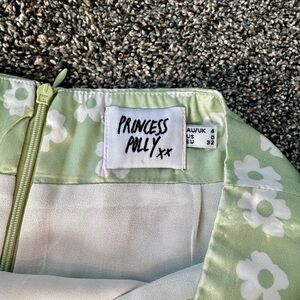 PRINCESS
POLLY xx
AU/UK 4
US 0
EU 32